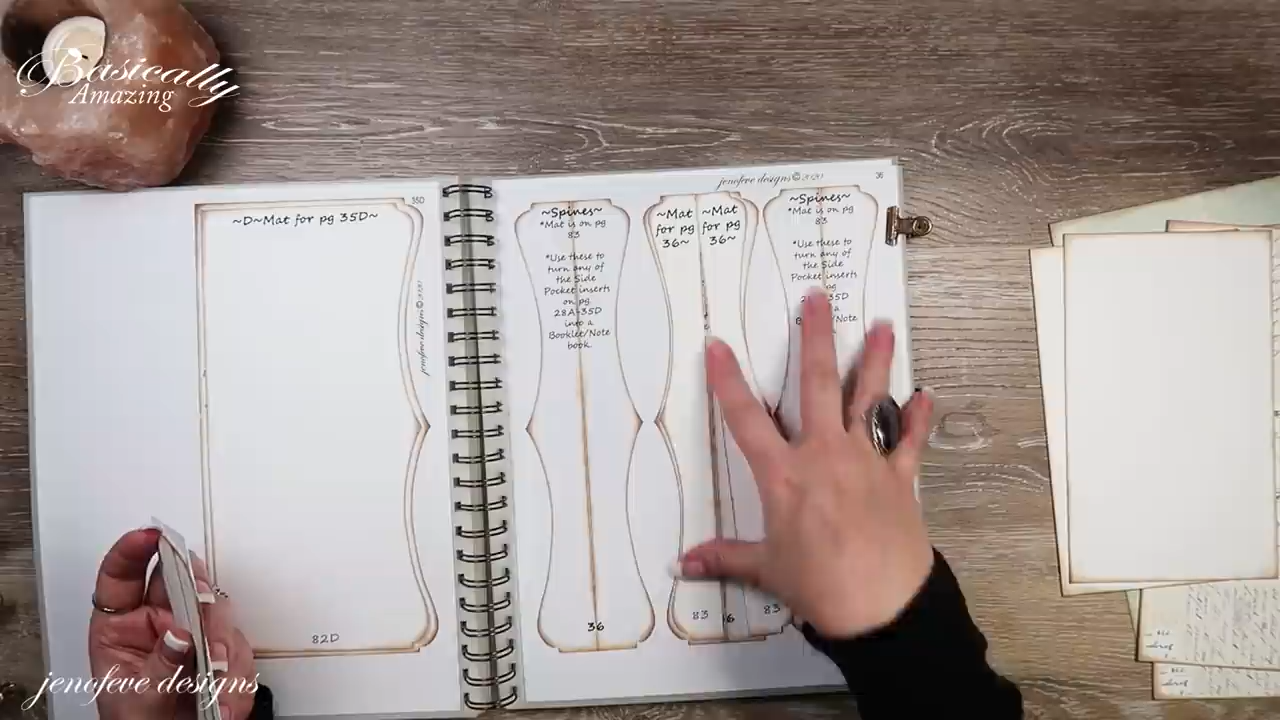 Basically
Amazing
35D
~D~Mat for pg 35D~
jenofeve designs©2020
82D
jenofeve designs©2020
36
~Spines~
*Mat is on pg
83
*Use these to
turn any of
the Side
Pocket inserts
on pg.
28A-35D
into a
Booklet/Note
book.
36
~Mat
for pg
36~
~Mat
for pg
36~
83
83
~Spines~
*Mat is on pg
83
*Use these to
turn any of
the Side
Pocket inserts
35D
jenofeve designs